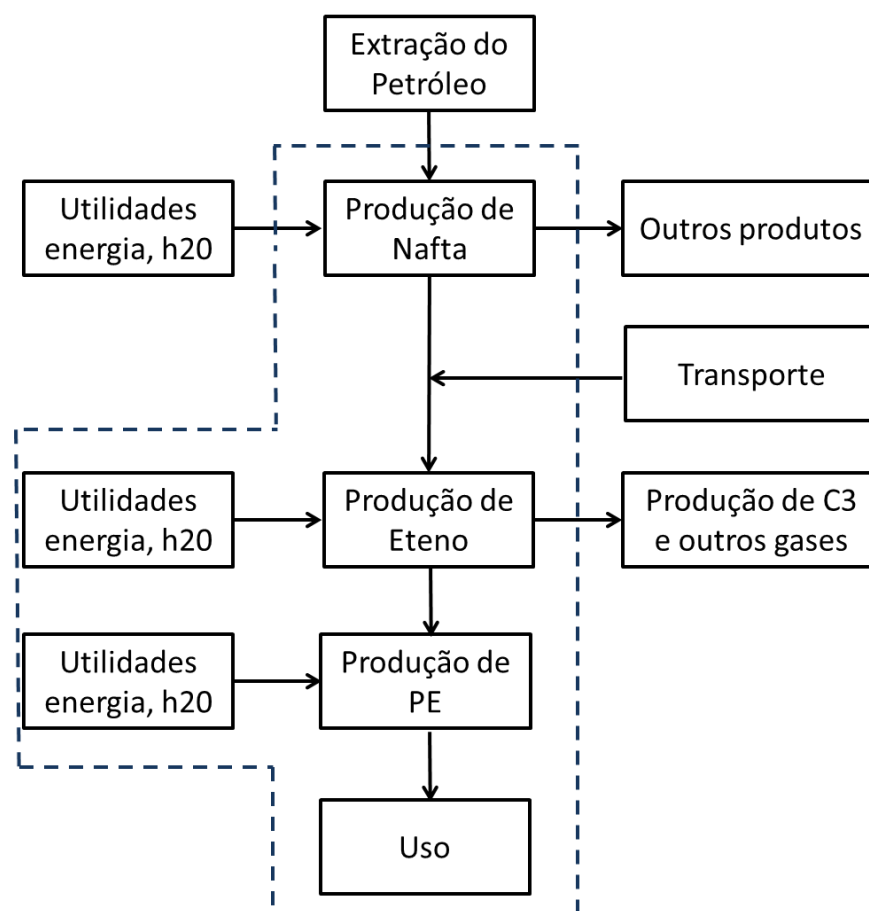 Extração do
Petróleo
Utilidades
energia, h20
Produção de
Nafta
Outros produtos
Transporte
Utilidades
energia, h20
Produção de
Eteno
Produção de C3
e outros gases
Utilidades
energia, h20
Produção de
PE
Uso